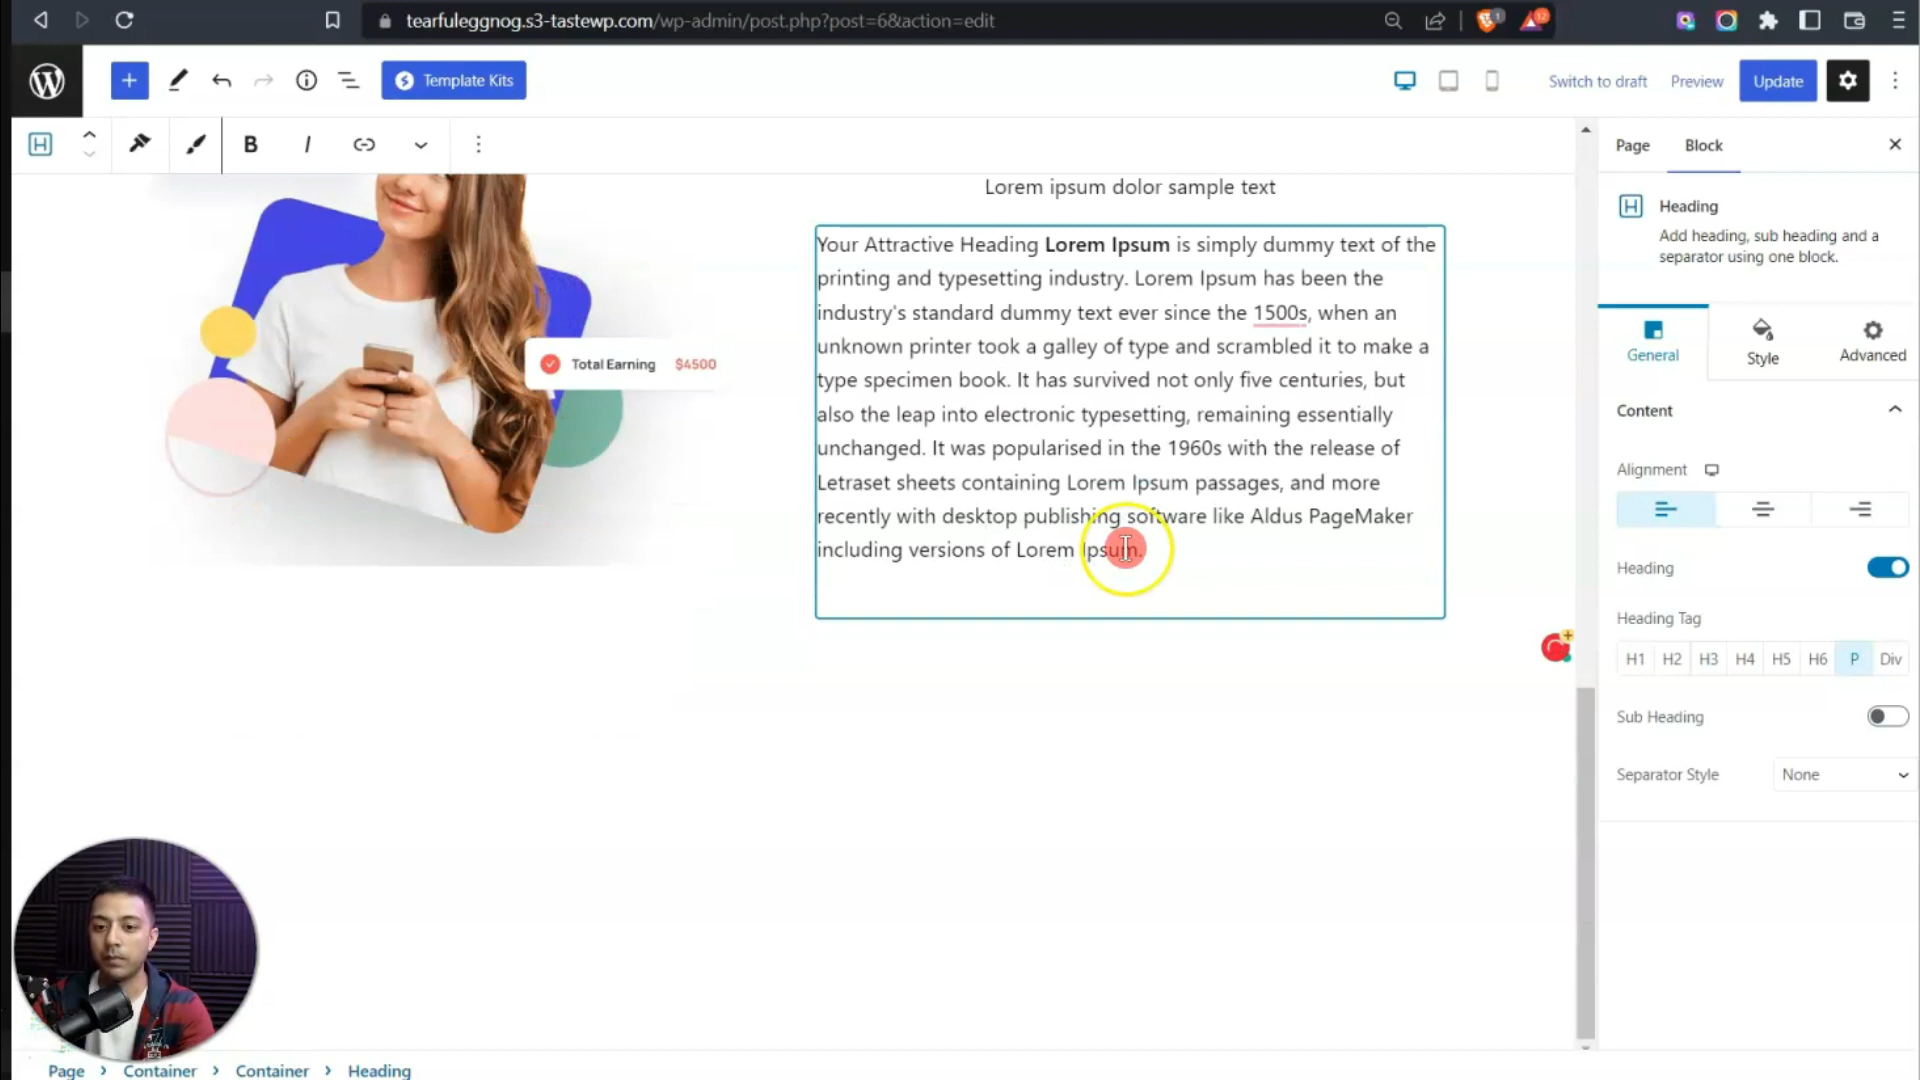 tearfuleggnog.s3-tastewp.com/wp-admin/post.php?post=6&action=edit
1
12
Template Kits
Switch to draft
Preview
Update
B
I
Page
Block
Lorem ipsum dolor sample text
Your Attractive Heading Lorem Ipsum is simply dummy text of the
printing and typesetting industry. Lorem Ipsum has been the
industry's standard dummy text ever since the 1500s, when an
unknown printer took a galley of type and scrambled it to make a
type specimen book. It has survived not only five centuries, but
also the leap into electronic typesetting, remaining essentially
unchanged. It was popularised in the 1960s with the release of
Letraset sheets containing Lorem Ipsum passages, and more
recently with desktop publishing software like Aldus PageMaker
including versions of Lorem Ipsum.
Total Earning $4500
Heading
Add heading, sub heading and a
separator using one block.
General
Style
Advanced
Content
Alignment
Heading
Heading Tag
H1 H2 H3 H4 H5 H6 P Div
Sub Heading
Separator Style
None
Page > Container > Container > Heading